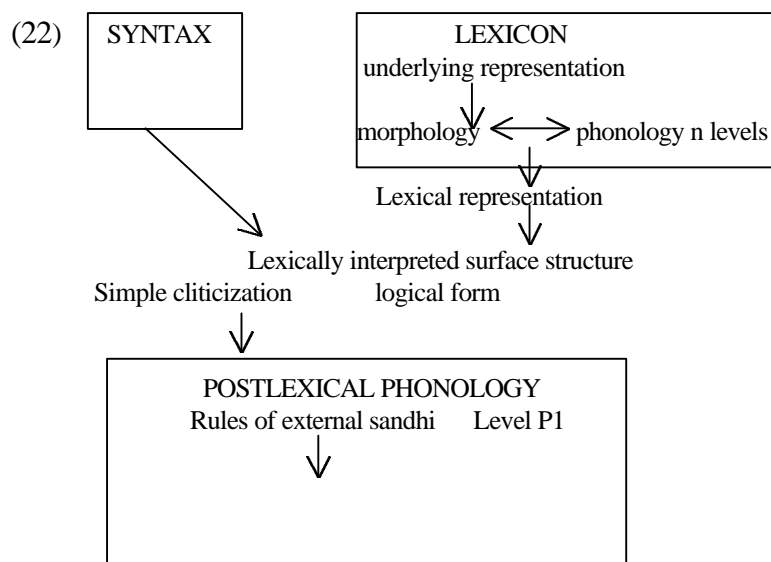 (22) SYNTAX LEXICON
underlying representation
morphology phonology n levels
Lexical representation
Lexically interpreted surface structure
Simple cliticization logical form
POSTLEXICAL PHONOLOGY
Rules of external sandhi Level P1